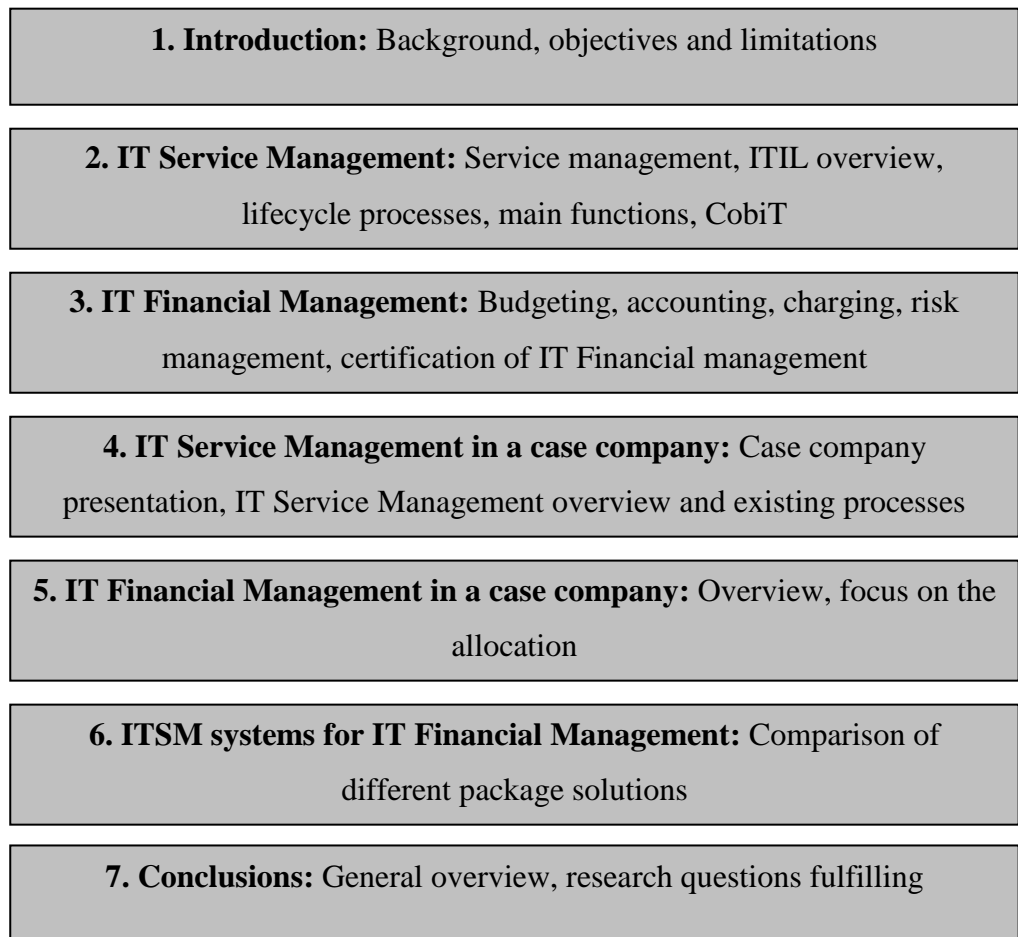 1. Introduction: Background, objectives and limitations
2. IT Service Management: Service management, ITIL overview,
lifecycle processes, main functions, CobiT
3. IT Financial Management: Budgeting, accounting, charging, risk
management, certification of IT Financial management
4. IT Service Management in a case company: Case company
presentation, IT Service Management overview and existing processes
5. IT Financial Management in a case company: Overview, focus on the
allocation
6. ITSM systems for IT Financial Management: Comparison of
different package solutions
7. Conclusions: General overview, research questions fulfilling